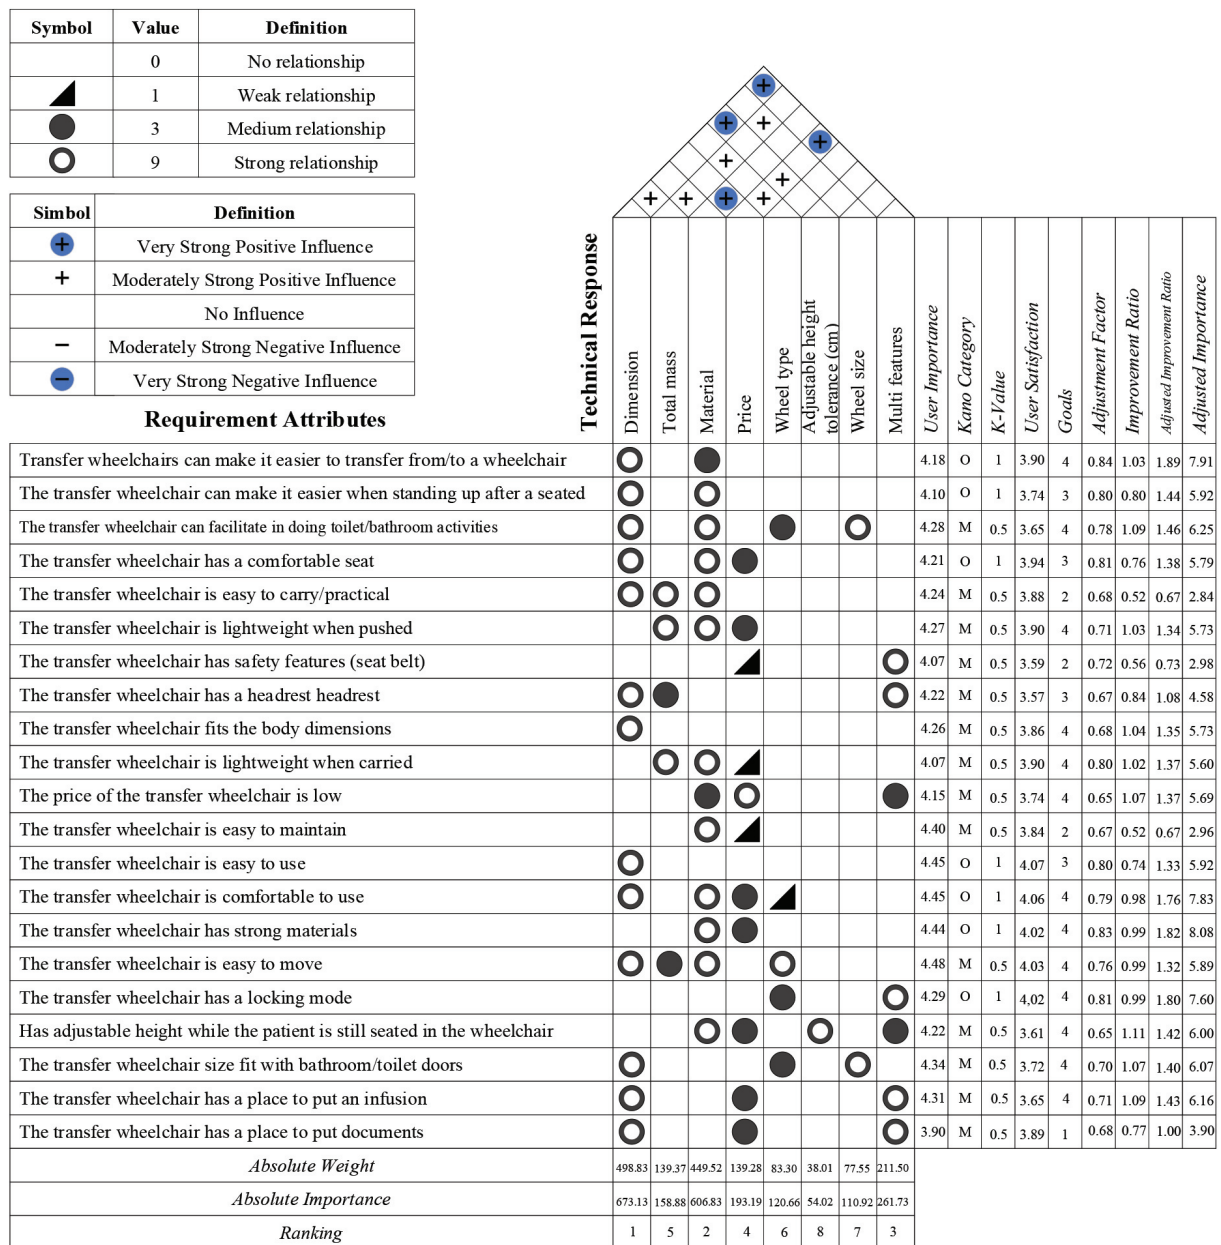 Symbol Value Definition
0 No relationship
1 Weak relationship
3 Medium relationship
9 Strong relationship
Simbol Definition
+ Very Strong Positive Influence
+ Moderately Strong Positive Influence
No Influence
− Moderately Strong Negative Influence
− Very Strong Negative Influence
+
+ +
+
+
+
+ + + +
Requirement Attributes
Technical Response
Dimension
Total mass
Material
Price
Wheel type
Adjustable height
tolerance (cm)
Wheel size
Multi features
User Importance
Kano Category
K-Value
User Satisfaction
Goals
Adjustment Factor
Improvement Ratio
Adjusted Improvement Ratio
Adjusted Importance
Transfer wheelchairs can make it easier to transfer from/to a wheelchair 4.18 O 1 3.90 4 0.84 1.03 1.89 7.91
The transfer wheelchair can make it easier when standing up after a seated 4.10 O 1 3.74 3 0.80 0.80 1.44 5.92
The transfer wheelchair can facilitate in doing toilet/bathroom activities 4.28 M 0.5 3.65 4 0.78 1.09 1.46 6.25
The transfer wheelchair has a comfortable seat 4.21 O 1 3.94 3 0.81 0.76 1.38 5.79
The transfer wheelchair is easy to carry/practical 4.24 M 0.5 3.88 2 0.68 0.52 0.67 2.84
The transfer wheelchair is lightweight when pushed 4.27 M 0.5 3.90 4 0.71 1.03 1.34 5.73
The transfer wheelchair has safety features (seat belt) 4.07 M 0.5 3.59 2 0.72 0.56 0.73 2.98
The transfer wheelchair has a headrest headrest 4.22 M 0.5 3.57 3 0.67 0.84 1.08 4.58
The transfer wheelchair fits the body dimensions 4.26 M 0.5 3.86 4 0.68 1.04 1.35 5.73
The transfer wheelchair is lightweight when carried 4.07 M 0.5 3.90 4 0.80 1.02 1.37 5.60
The price of the transfer wheelchair is low 4.15 M 0.5 3.74 4 0.65 1.07 1.37 5.69
The transfer wheelchair is easy to maintain 4.40 M 0.5 3.84 2 0.67 0.52 0.67 2.96
The transfer wheelchair is easy to use 4.45 O 1 4.07 3 0.80 0.74 1.33 5.92
The transfer wheelchair is comfortable to use 4.45 O 1 4.06 4 0.79 0.98 1.76 7.83
The transfer wheelchair has strong materials 4.44 O 1 4.02 4 0.83 0.99 1.82 8.08
The transfer wheelchair is easy to move 4.48 M 0.5 4.03 4 0.76 0.99 1.32 5.89
The transfer wheelchair has a locking mode 4.29 O 1 4,02 4 0.81 0.99 1.80 7.60
Has adjustable height while the patient is still seated in the wheelchair 4.22 M 0.5 3.61 4 0.65 1.11 1.42 6.00
The transfer wheelchair size fit with bathroom/toilet doors 4.34 M 0.5 3.72 4 0.70 1.07 1.40 6.07
The transfer wheelchair has a place to put an infusion 4.31 M 0.5 3.65 4 0.71 1.09 1.43 6.16
The transfer wheelchair has a place to put documents 3.90 M 0.5 3.89 1 0.68 0.77 1.00 3.90
Absolute Weight 498.83 139.37 449.52 139.28 83.30 38.01 77.55 211.50
Absolute Importance 673.13 158.88 606.83 193.19 120.66 54.02 110.92 261.73
Ranking 1 5 2 4 6 8 7 3